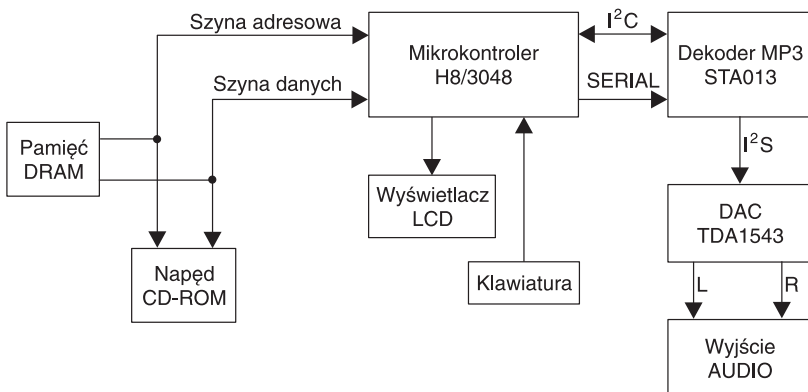 Szyna adresowa
Mikrokontroler
H8/3048
I²C
Dekoder MP3
STA013
Szyna danych
SERIAL
Pamięć
DRAM
I²S
Wyświetlacz
LCD
DAC
TDA1543
Napęd
CD-ROM
Klawiatura
L
R
Wyjście
AUDIO